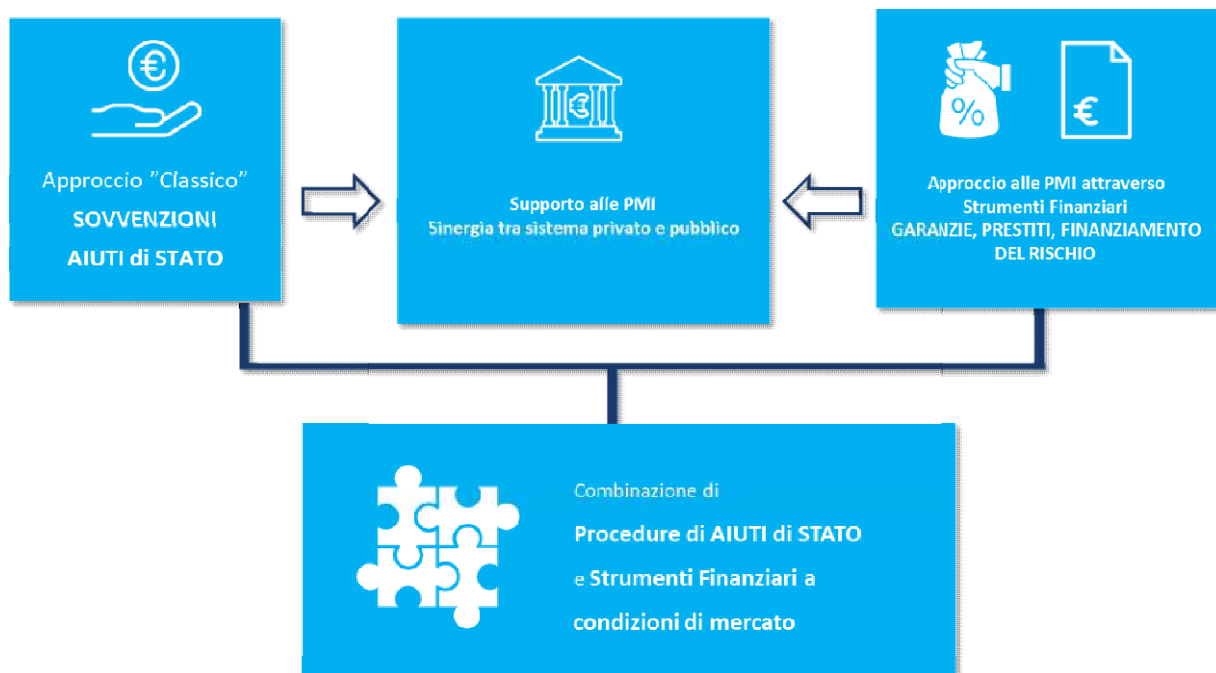 €
Approccio "Classico"
SOVVENZIONI
AIUTI di STATO
€
Supporto alle PMI
Sinergia tra sistema privato e pubblico
%
€
Approccio alle PMI attraverso
Strumenti Finanziari
GARANZIE, PRESTITI, FINANZIAMENTO
DEL RISCHIO
Combinazione di
Procedure di AIUTI di STATO
e Strumenti Finanziari a
condizioni di mercato